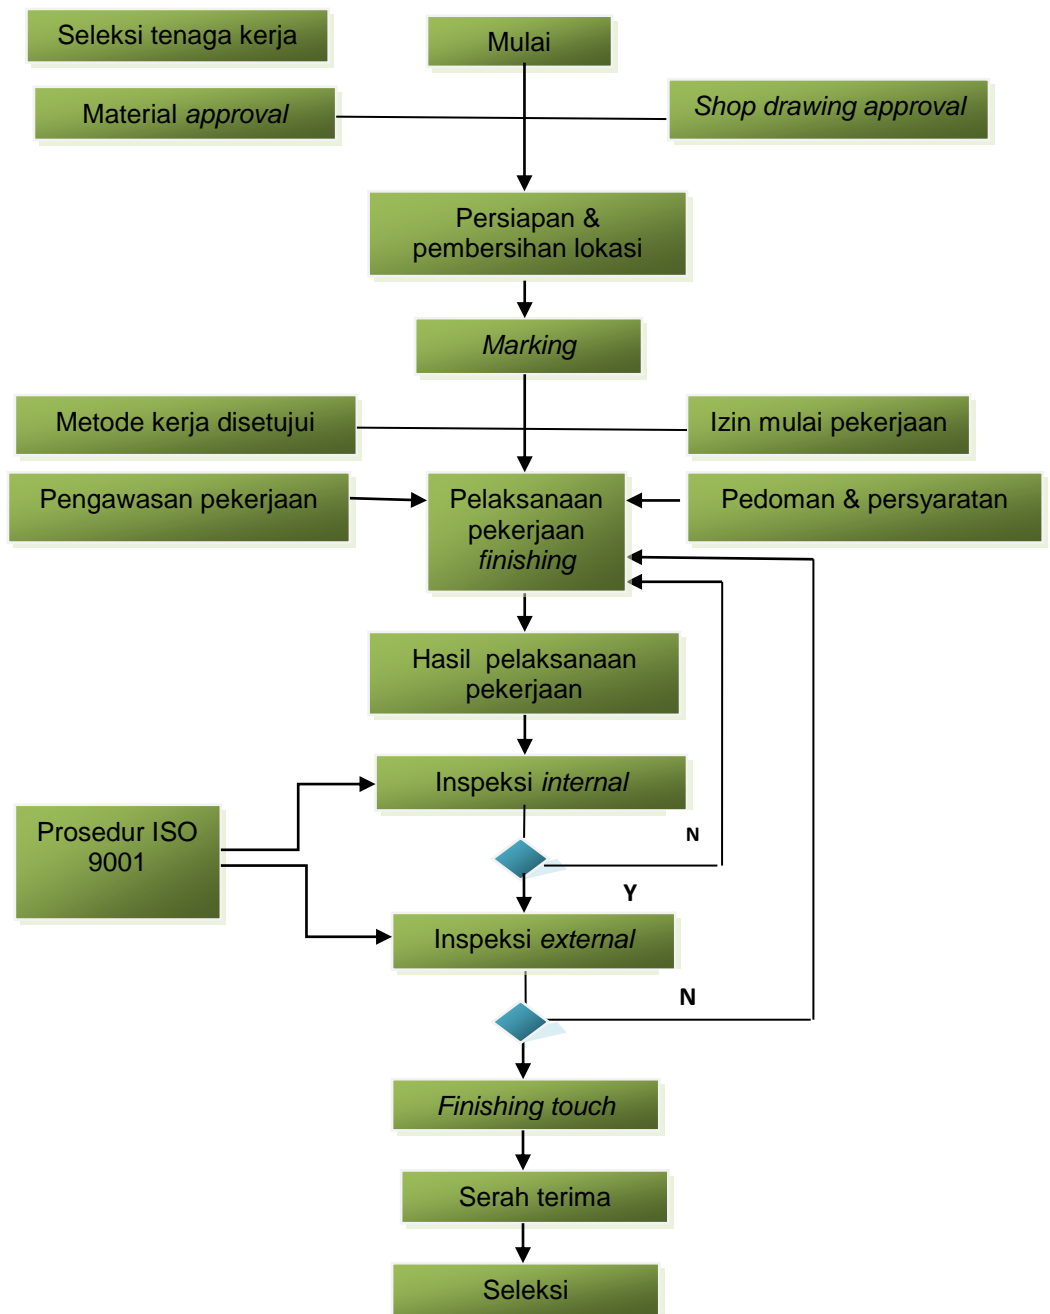 Seleksi tenaga kerja
Mulai
Material approval
Shop drawing approval
Persiapan &
pembersihan lokasi
Marking
Metode kerja disetujui
Izin mulai pekerjaan
Pengawasan pekerjaan
Pelaksanaan
pekerjaan
finishing
Pedoman & persyaratan
Hasil pelaksanaan
pekerjaan
Inspeksi internal
Prosedur ISO
9001
N
Y
Inspeksi external
N
Finishing touch
Serah terima
Seleksi